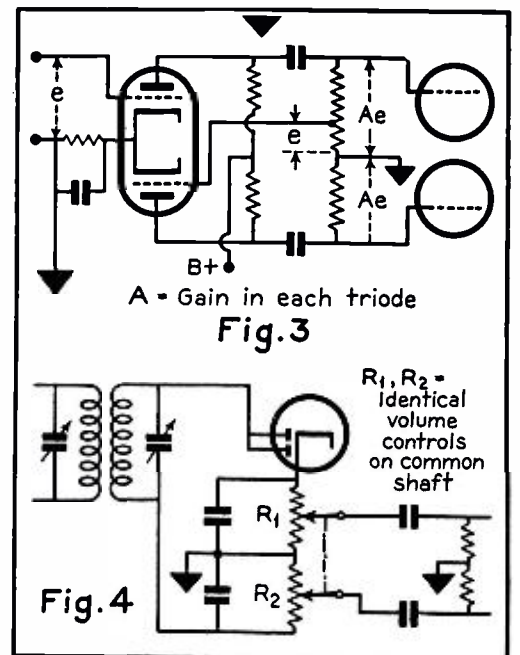 e
e
Ae
Ae
B+
A = Gain in each triode
Fig.3
R1, R2 =
Identical
volume
controls
on common
shaft
R1
R2
Fig.4